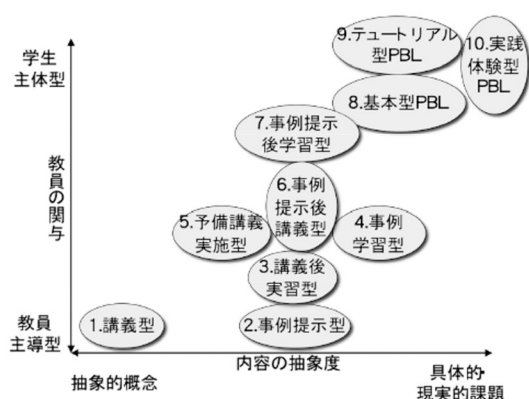 学生
主体型
教員の関与
教員
主導型
9.テュートリアル
型PBL
10.実践
体験型
PBL
8.基本型PBL
7.事例提示
後学習型
6.事例
提示後
講義型
5.予備講義
実施型
4.事例
学習型
3.講義後
実習型
1.講義型
2.事例提示型
内容の抽象度
抽象的概念
具体的・
現実的課題